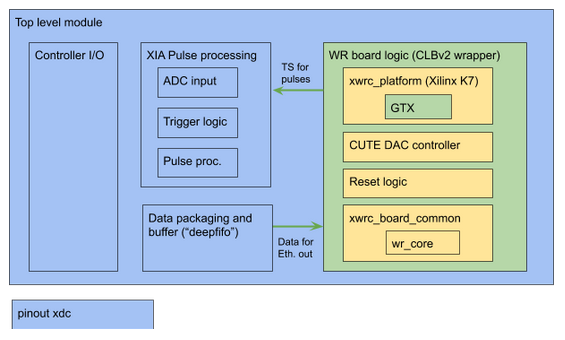 Top level module
Controller I/O
XIA Pulse processing
ADC input
Trigger logic
Pulse proc.
TS for
pulses
WR board logic (CLBv2 wrapper)
xwrc_platform (Xilinx K7)
GTX
CUTE DAC controller
Reset logic
xwrc_board_common
wr_core
Data packaging and
buffer (“deepfifo”)
Data for
Eth. out
pinout xdc